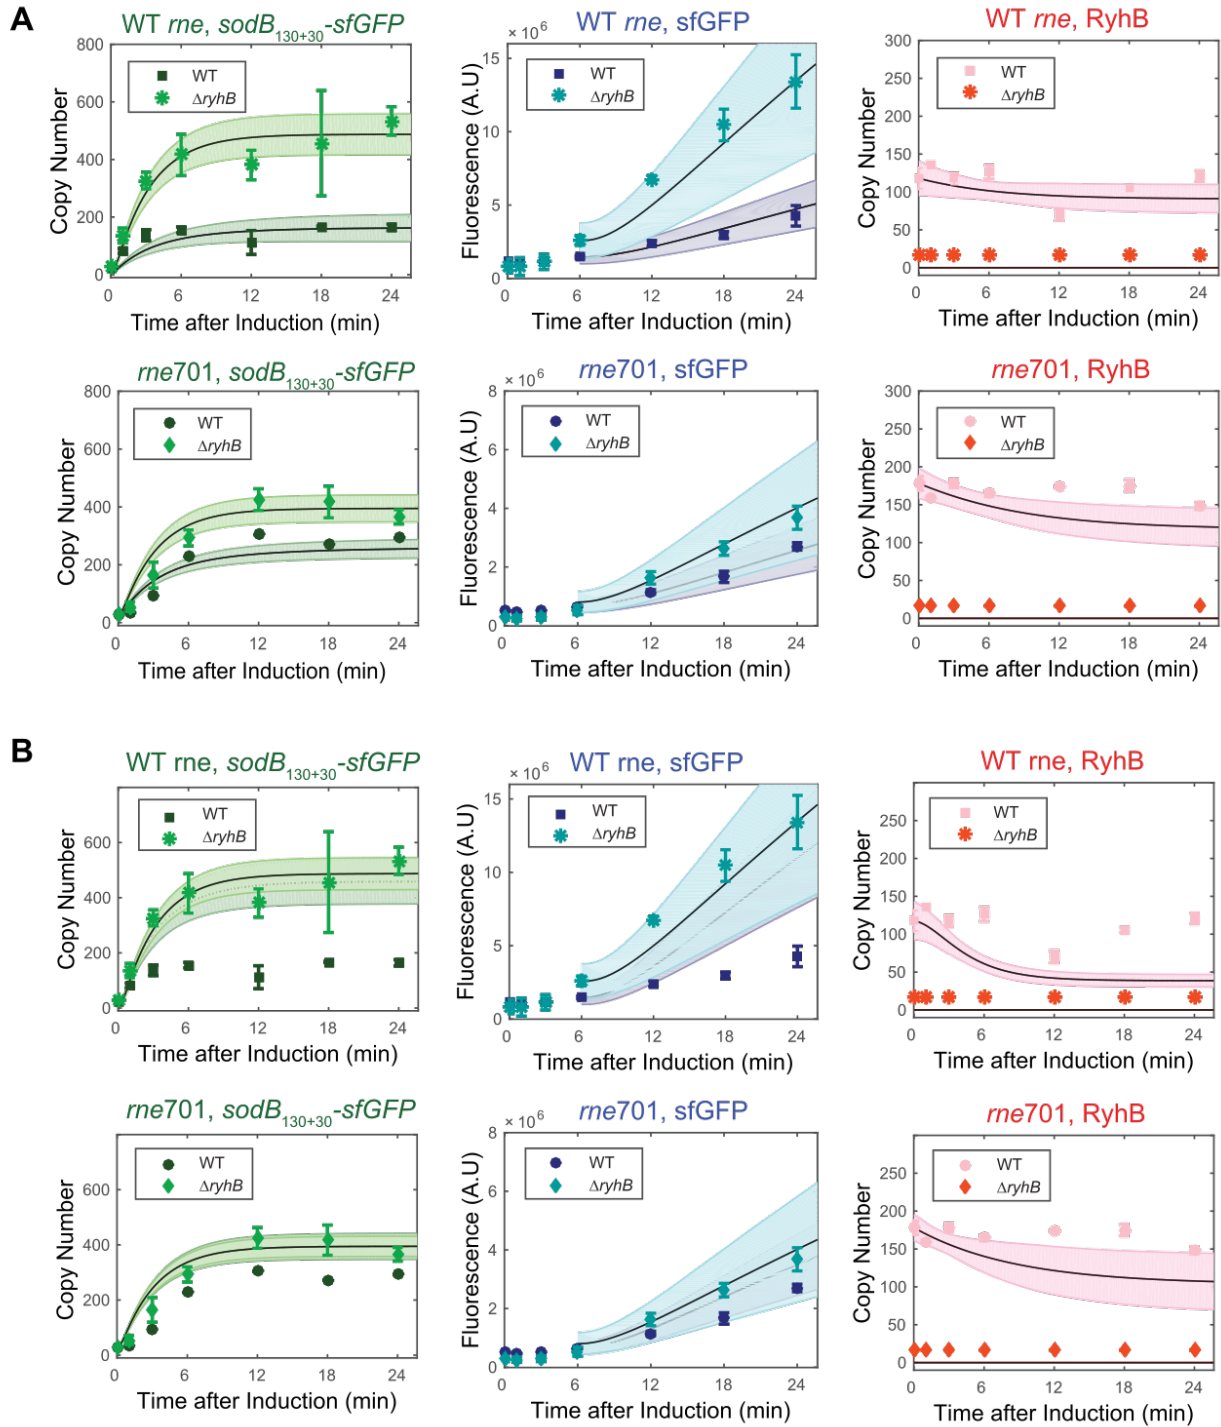 A
WT rne, sodB130+30-sfGFP
800
600
400
200
0
Copy Number
WT
ΔryhB
0 6 12 18 24
Time after Induction (min)
WT rne, sfGFP
× 10^6
15
10
5
0
Fluorescence (A.U)
WT
ΔryhB
0 6 12 18 24
Time after Induction (min)
WT rne, RyhB
300
250
200
150
100
50
0
Copy Number
WT
ΔryhB
0 6 12 18 24
Time after Induction (min)
rne701, sodB130+30-sfGFP
800
600
400
200
0
Copy Number
WT
ΔryhB
0 6 12 18 24
Time after Induction (min)
rne701, sfGFP
× 10^6
8
6
4
2
0
Fluorescence (A.U)
WT
ΔryhB
0 6 12 18 24
Time after Induction (min)
rne701, RyhB
300
250
200
150
100
50
0
Copy Number
WT
ΔryhB
0 6 12 18 24
Time after Induction (min)
B
WT rne, sodB130+30-sfGFP
600
400
200
0
Copy Number
WT
ΔryhB
0 6 12 18 24
Time after Induction (min)
WT rne, sfGFP
× 10^6
15
10
5
0
Fluorescence (A.U)
WT
ΔryhB
0 6 12 18 24
Time after Induction (min)
WT rne, RyhB
250
200
150
100
50
0
Copy Number
WT
ΔryhB
0 6 12 18 24
Time after Induction (min)
rne701, sodB130+30-sfGFP
600
400
200
0
Copy Number
WT
ΔryhB
0 6 12 18 24
Time after Induction (min)
rne701, sfGFP
× 10^6
8
6
4
2
0
Fluorescence (A.U)
WT
ΔryhB
0 6 12 18 24
Time after Induction (min)
rne701, RyhB
250
200
150
100
50
0
Copy Number
WT
ΔryhB
0 6 12 18 24
Time after Induction (min)